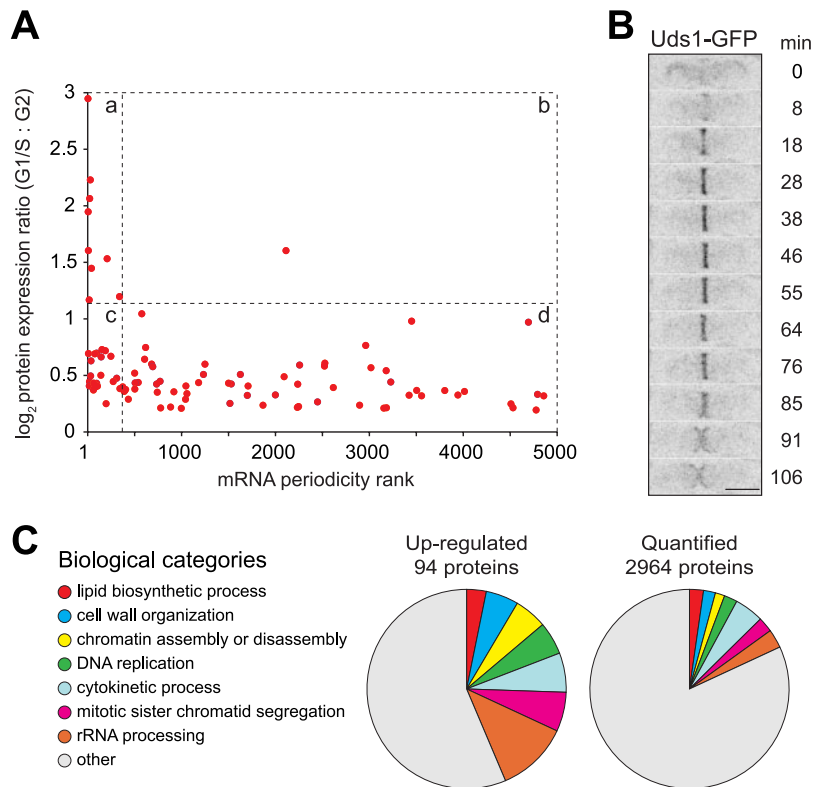 A
log2 protein expression ratio (G1/S : G2)
3
2.5
2
1.5
1
0.5
0
a
b
c
d
1
1000
2000
3000
4000
5000
mRNA periodicity rank
B
Uds1-GFP
min
0
8
18
28
38
46
55
64
76
85
91
106
C
Biological categories
lipid biosynthetic process
cell wall organization
chromatin assembly or disassembly
DNA replication
cytokinetic process
mitotic sister chromatid segregation
rRNA processing
other
Up-regulated
94 proteins
Quantified
2964 proteins